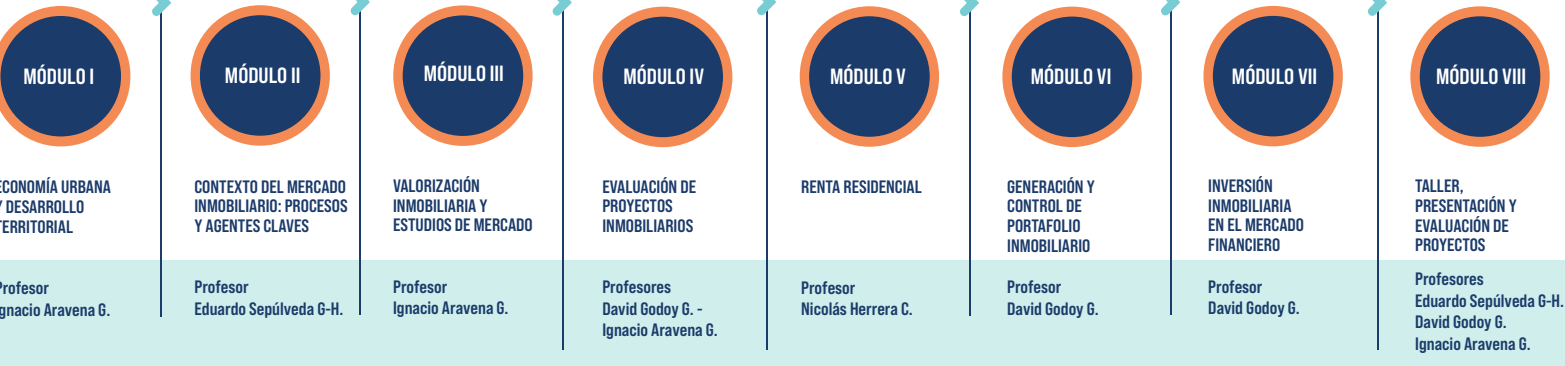 MÓDULO I
ECONOMÍA URBANA
Y DESARROLLO
TERRITORIAL
Profesor
Ignacio Aravena G.
MÓDULO II
CONTEXTO DEL MERCADO
INMOBILIARIO: PROCESOS
Y AGENTES CLAVES
Profesor
Eduardo Sepúlveda G-H.
MÓDULO III
VALORIZACIÓN
INMOBILIARIA Y
ESTUDIOS DE MERCADO
Profesor
Ignacio Aravena G.
MÓDULO IV
EVALUACIÓN DE
PROYECTOS
INMOBILIARIOS
Profesores
David Godoy G. -
Ignacio Aravena G.
MÓDULO V
RENTA RESIDENCIAL
Profesor
Nicolás Herrera C.
MÓDULO VI
GENERACIÓN Y
CONTROL DE
PORTAFOLIO
INMOBILIARIO
Profesor
David Godoy G.
MÓDULO VII
INVERSIÓN
INMOBILIARIA
EN EL MERCADO
FINANCIERO
Profesor
David Godoy G.
MÓDULO VIII
TALLER,
PRESENTACIÓN Y
EVALUACIÓN DE
PROYECTOS
Profesores
Eduardo Sepúlveda G-H.
David Godoy G.
Ignacio Aravena G.